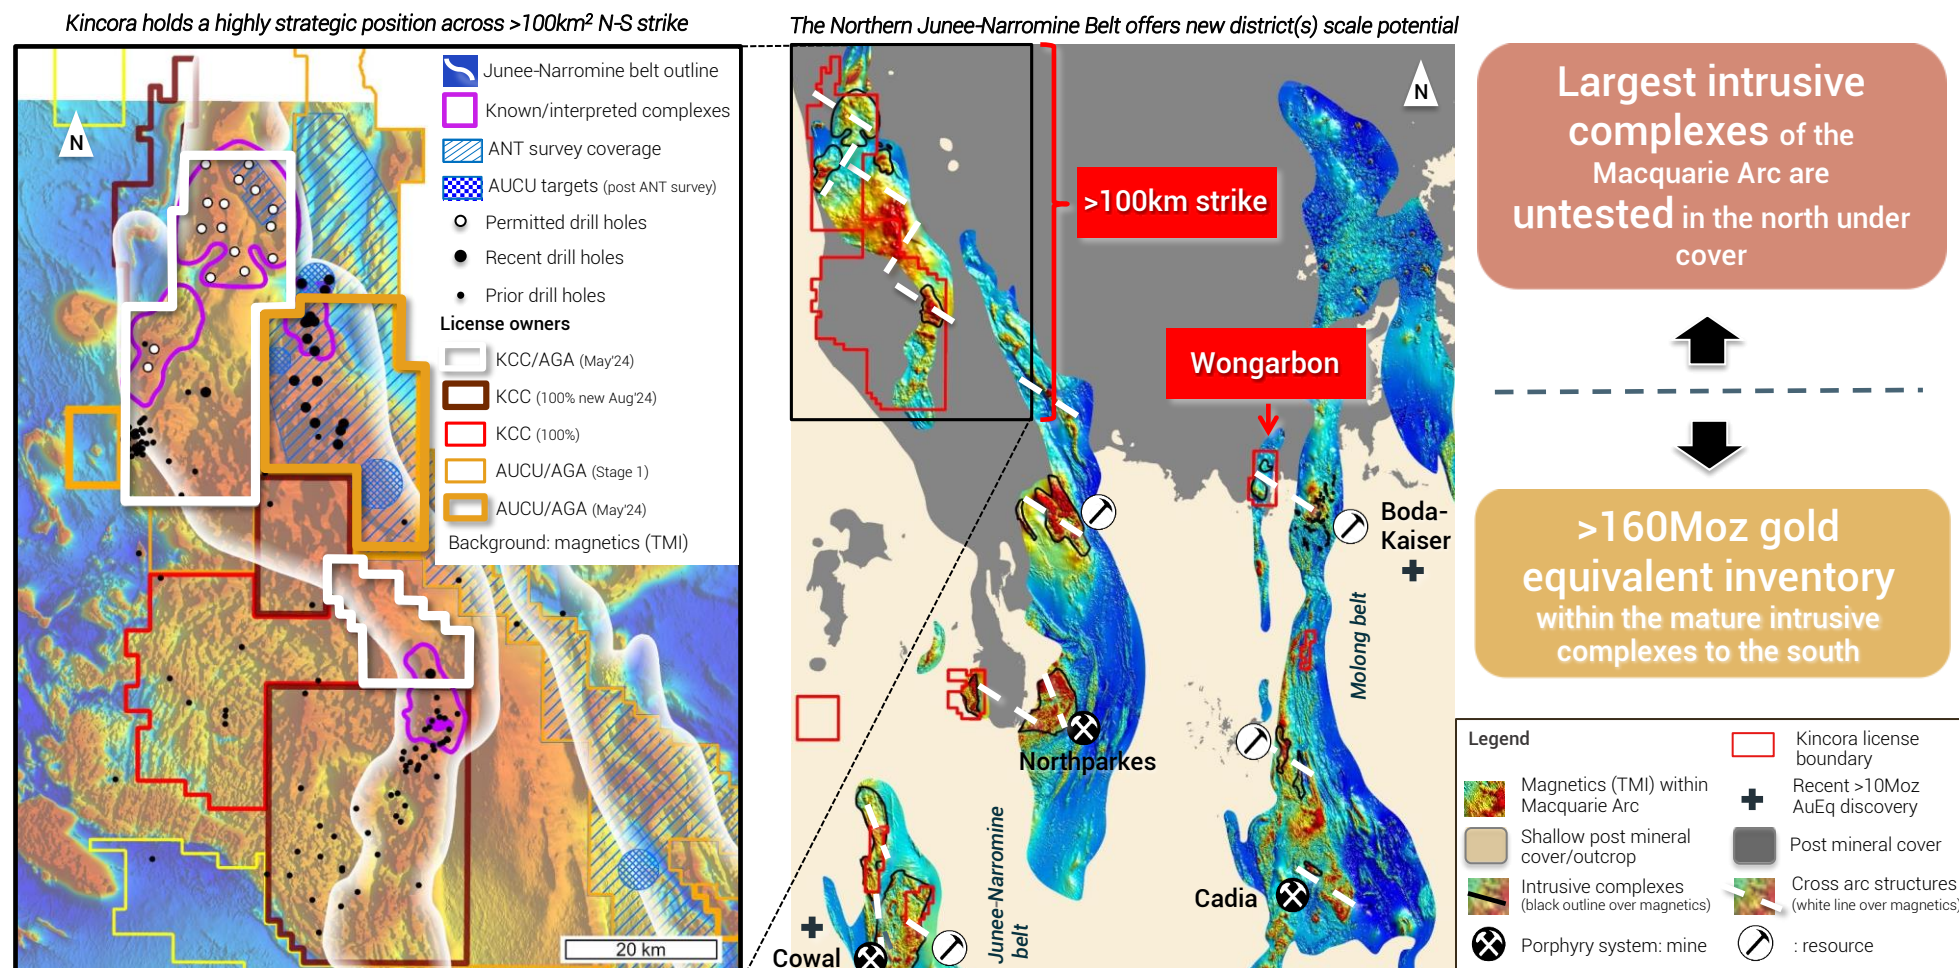 Kincora holds a highly strategic position across >100km² N-S strike
N
Junee-Narromine belt outline
Known/interpreted complexes
ANT survey coverage
AUCU targets (post ANT survey)
Permitted drill holes
Recent drill holes
Prior drill holes
License owners
KCC/AGA (May'24)
KCC (100% new Aug'24)
KCC (100%)
AUCU/AGA (Stage 1)
AUCU/AGA (May'24)
Background: magnetics (TMI)
20 km
The Northern Junee-Narromine Belt offers new district(s) scale potential
N
>100km strike
Wongarbon
Boda-
Kaiser
Molong belt
Northparkes
Junee-Narromine
belt
Cadia
Cowal
Largest intrusive
complexes of the
Macquarie Arc are
untested in the north under
cover
>160Moz gold
equivalent inventory
within the mature intrusive
complexes to the south
Legend
Magnetics (TMI) within
Macquarie Arc
Shallow post mineral
cover/outcrop
Intrusive complexes
(black outline over magnetics)
Porphyry system: mine
Kincora license
boundary
Recent >10Moz
AuEq discovery
Post mineral cover
Cross arc structures
(white line over magnetics)
: resource